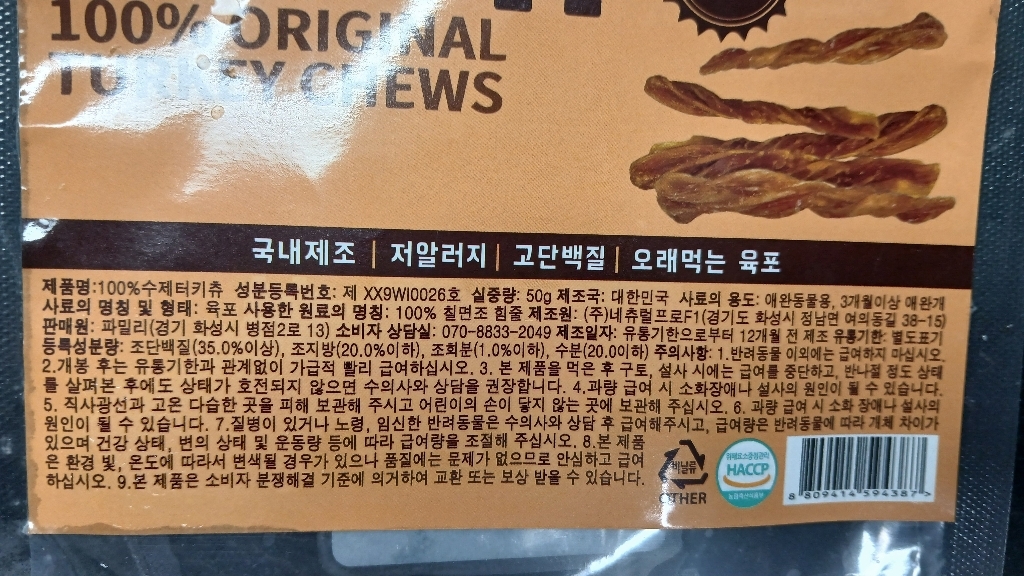 100% ORIGINAL
TURKEY CHEWS
국내제조 | 저알러지 | 고단백질 | 오래먹는 육포
제품명:100%수제터키츄 성분등록번호: 제 XX9WI0026호 실중량: 50g 제조국: 대한민국 사료의 용도: 애완동물용, 3개월이상 애완개
사료의 명칭 및 형태: 육포 사용한 원료의 명칭: 100% 칠면조 힘줄 제조원: (주)네츄럴프로F1(경기도 화성시 정남면 여의동길 38-15)
판매원: 파밀리(경기 화성시 병점2로 13) 소비자 상담실: 070-8833-2049 제조일자: 유통기한으로부터 12개월 전 제조 유통기한: 별도표기
등록성분량: 조단백질(35.0%이상), 조지방(20.0%이하), 조회분(1.0%이하), 수분(20.0이하) 주의사항: 1.반려동물 이외에는 급여하지 마십시오.
2.개봉 후는 유통기한과 관계없이 가급적 빨리 급여하십시오. 3. 본 제품을 먹은 후 구토, 설사 시에는 급여를 중단하고, 반나절 정도 상태
를 살펴본 후에도 상태가 호전되지 않으면 수의사와 상담을 권장합니다. 4.과량 급여 시 소화장애나 설사의 원인이 될 수 있습니다.
5. 직사광선과 고온 다습한 곳을 피해 보관해 주시고 어린이의 손이 닿지 않는 곳에 보관해 주십시오. 6. 과량 급여 시 소화 장애나 설사의
원인이 될 수 있습니다. 7.질병이 있거나 노령, 임신한 반려동물은 수의사와 상담 후 급여해주시고, 급여량은 반려동물에 따라 개체 차이가
있으며 건강 상태, 변의 상태 및 운동량 등에 따라 급여량을 조절해 주십시오. 8.본 제품
은 환경 빛, 온도에 따라서 변색될 경우가 있으나 품질에는 문제가 없으므로 안심하고 급여
하십시오. 9.본 제품은 소비자 분쟁해결 기준에 의거하여 교환 또는 보상 받을 수 있습니다.
비닐류
OTHER
위해요소중점관리
HACCP
농림축산식품부
8 809414 594387 >